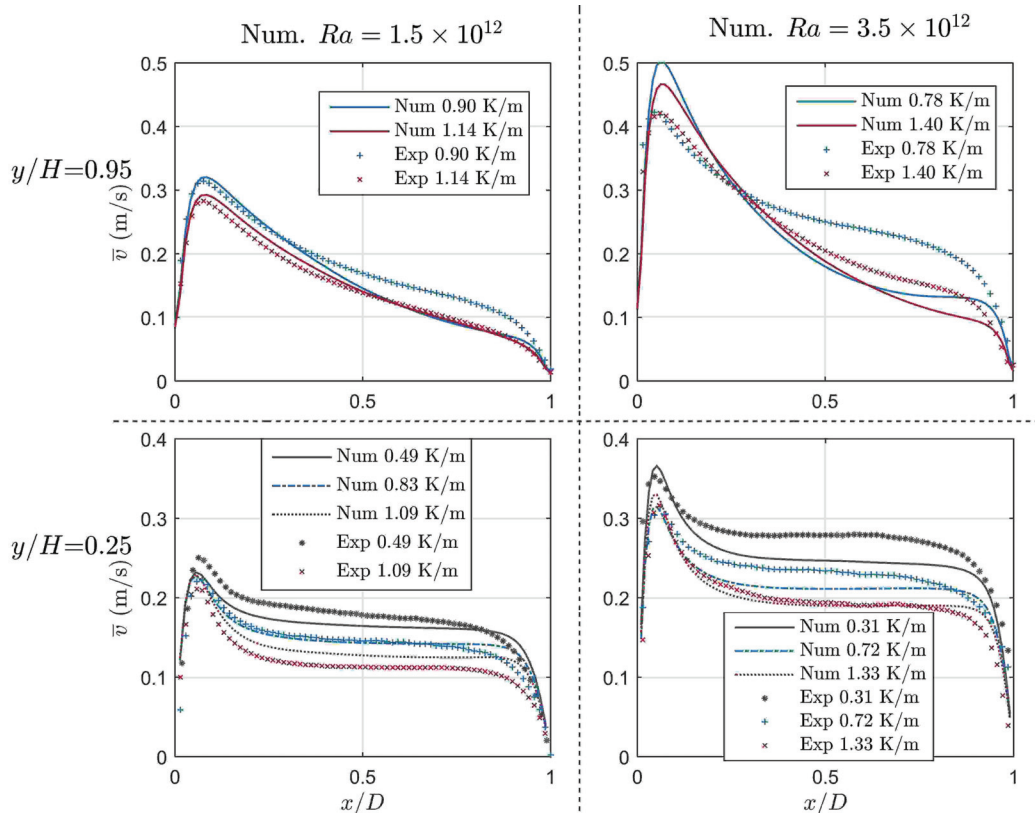 Num. Ra = 1.5 × 10¹²
Num. Ra = 3.5 × 10¹²
y/H=0.95
v̅ (m/s)
0.5
0.4
0.3
0.2
0.1
0
0
0.5
1
Num 0.90 K/m
Num 1.14 K/m
Exp 0.90 K/m
Exp 1.14 K/m
0.5
0.4
0.3
0.2
0.1
0
0
0.5
1
Num 0.78 K/m
Num 1.40 K/m
Exp 0.78 K/m
Exp 1.40 K/m
y/H=0.25
v̅ (m/s)
0.4
0.3
0.2
0.1
0
0
0.5
1
x/D
Num 0.49 K/m
Num 0.83 K/m
Num 1.09 K/m
Exp 0.49 K/m
Exp 1.09 K/m
0.4
0.3
0.2
0.1
0
0
0.5
1
x/D
Num 0.31 K/m
Num 0.72 K/m
Num 1.33 K/m
Exp 0.31 K/m
Exp 0.72 K/m
Exp 1.33 K/m